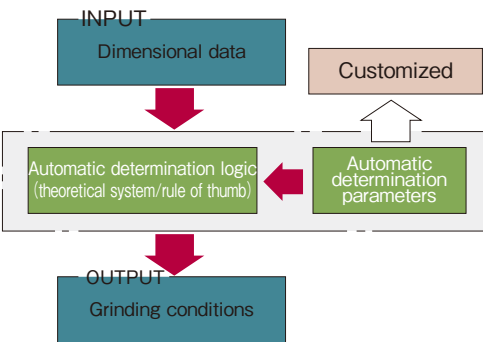 INPUT
Dimensional data
Customized
Automatic determination logic
(theoretical system/rule of thumb)
Automatic
determination
parameters
OUTPUT
Grinding conditions